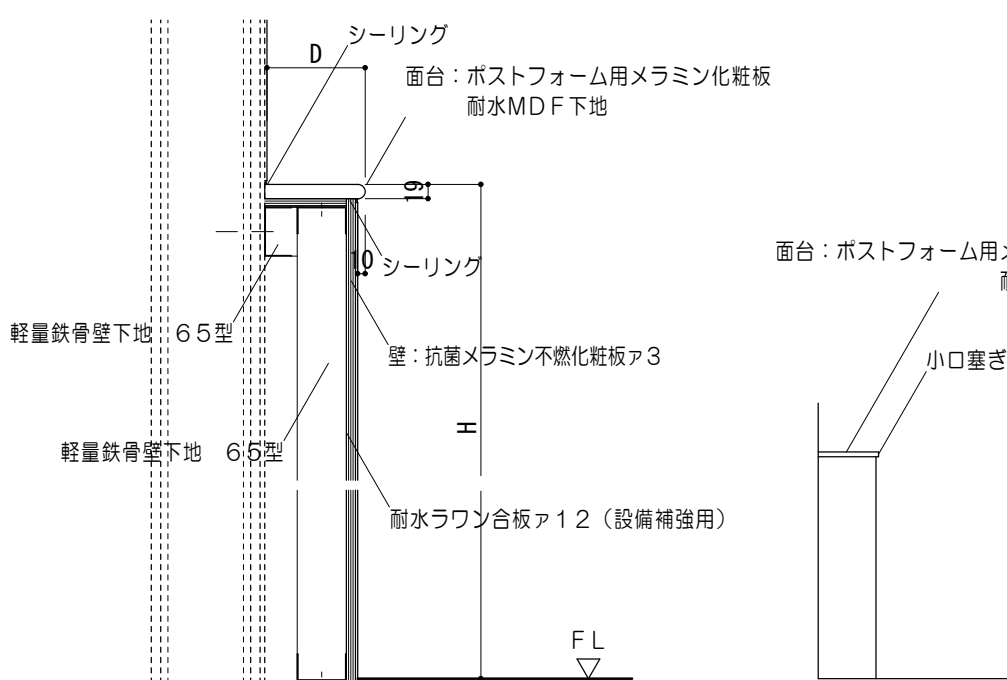 シーリング
D
面台：ポストフォーム用メラミン化粧板
耐水MDF下地
19
10
シーリング
軽量鉄骨壁下地　65型
壁：抗菌メラミン不燃化粧板ァ3
H
軽量鉄骨壁下地　65型
耐水ラワン合板ァ12（設備補強用）
FL
面台：ポストフォーム用
小口塞ぎ